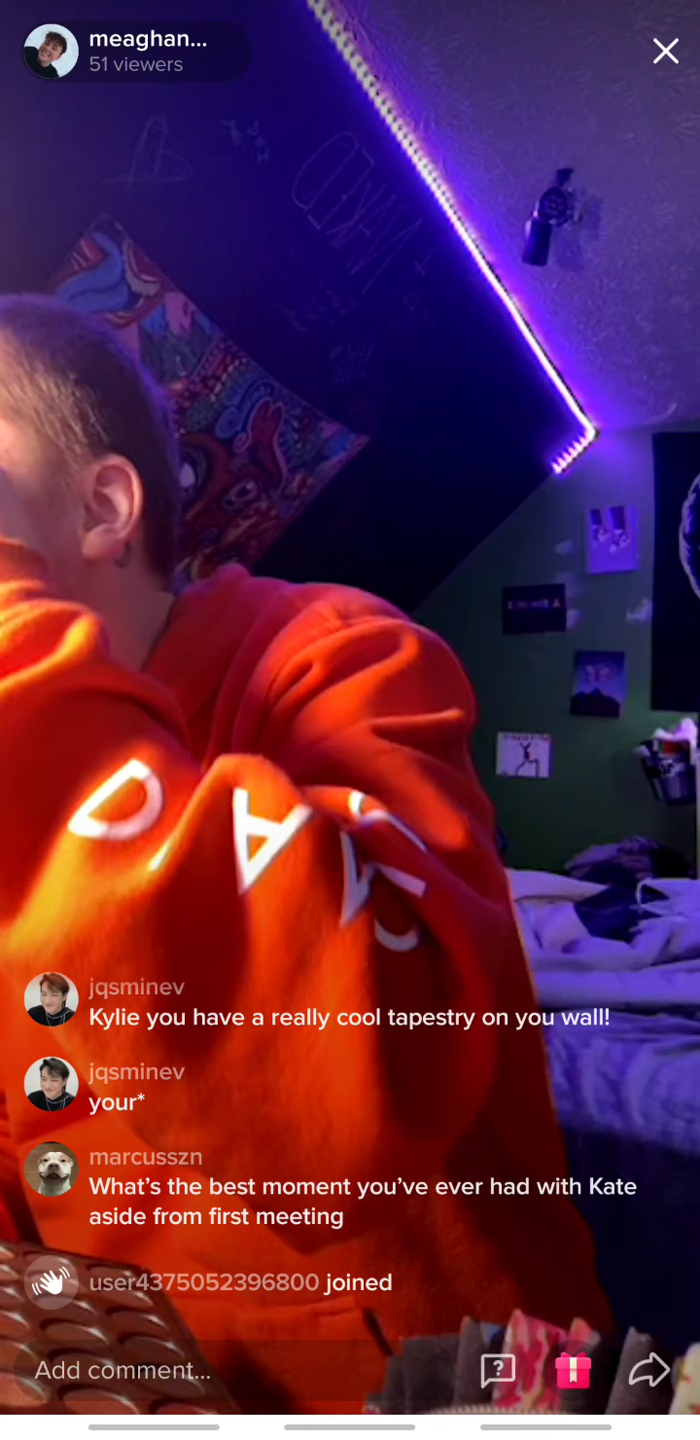 meaghan...
51 viewers
jqsminev
Kylie you have a really cool tapestry on you wall!
jqsminev
your*
marcusszn
What's the best moment you've ever had with Kate
aside from first meeting
user4375052396800 joined
Add comment...